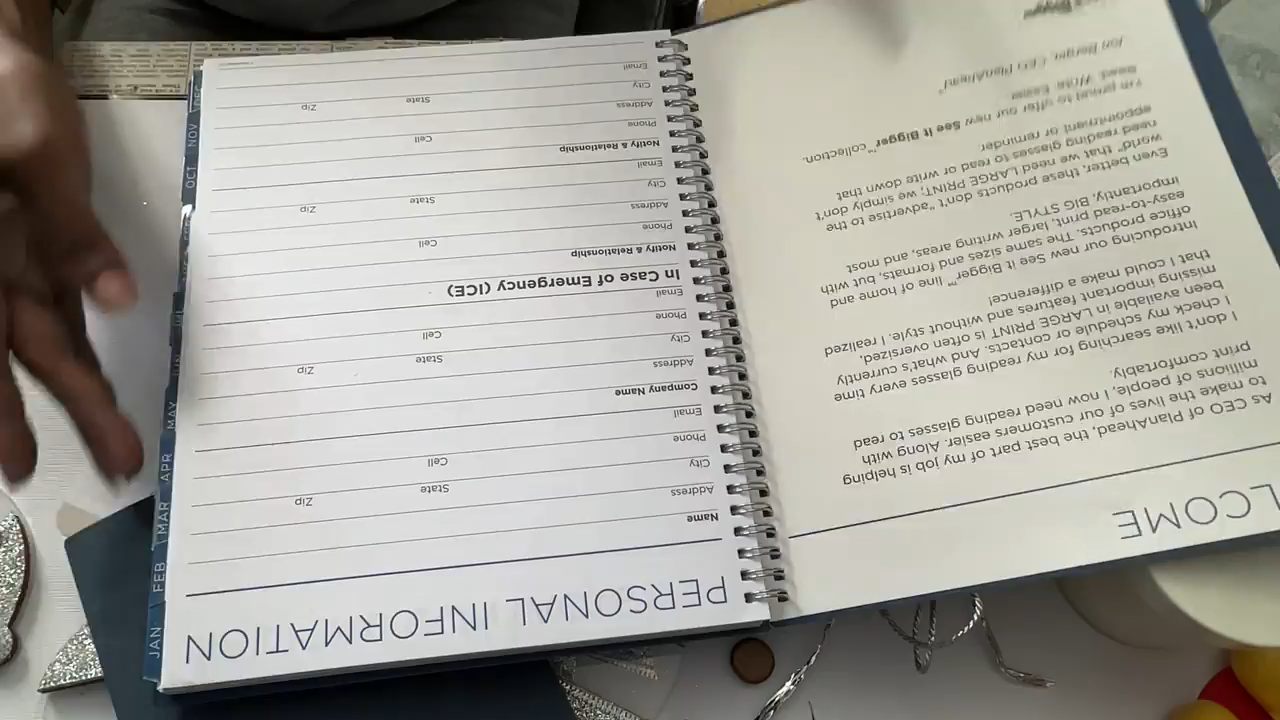 LCOME
As CEO of PlanAhead, the best part of my job is helping
to make the lives of our customers easier. Along with
millions of people, I now need reading glasses to read
print comfortably.
I don't like searching for my reading glasses every time
I check my schedule or contacts. And what's currently
been available in LARGE PRINT is often oversized,
missing important features and without style. I realized
that I could make a difference!
Introducing our new See It Bigger™ line of home and
office products. The same sizes and formats, but with
easy-to-read print, larger writing areas, and most
importantly, BIG STYLE.
Even better, these products don't "advertise to the
world" that we need LARGE PRINT, we simply don't
need reading glasses to read or write down that
appointment or reminder.
I'm proud to offer our new See It Bigger™ collection.
Read. Write. Easier.
CEO PlanAhead®
PERSONAL INFORMATION
Name
Address
City State Zip
Phone Cell
Email
Company Name
Address
City State Zip
Phone Cell
Email
In Case of Emergency (ICE)
Notify & Relationship
Phone Cell
Address
City State Zip
Email
Notify & Relationship
Phone Cell
Address
City State Zip
Email
JAN
FEB
MAR
APR
MAY
JUN
JUL
OCT
NOV
DEC